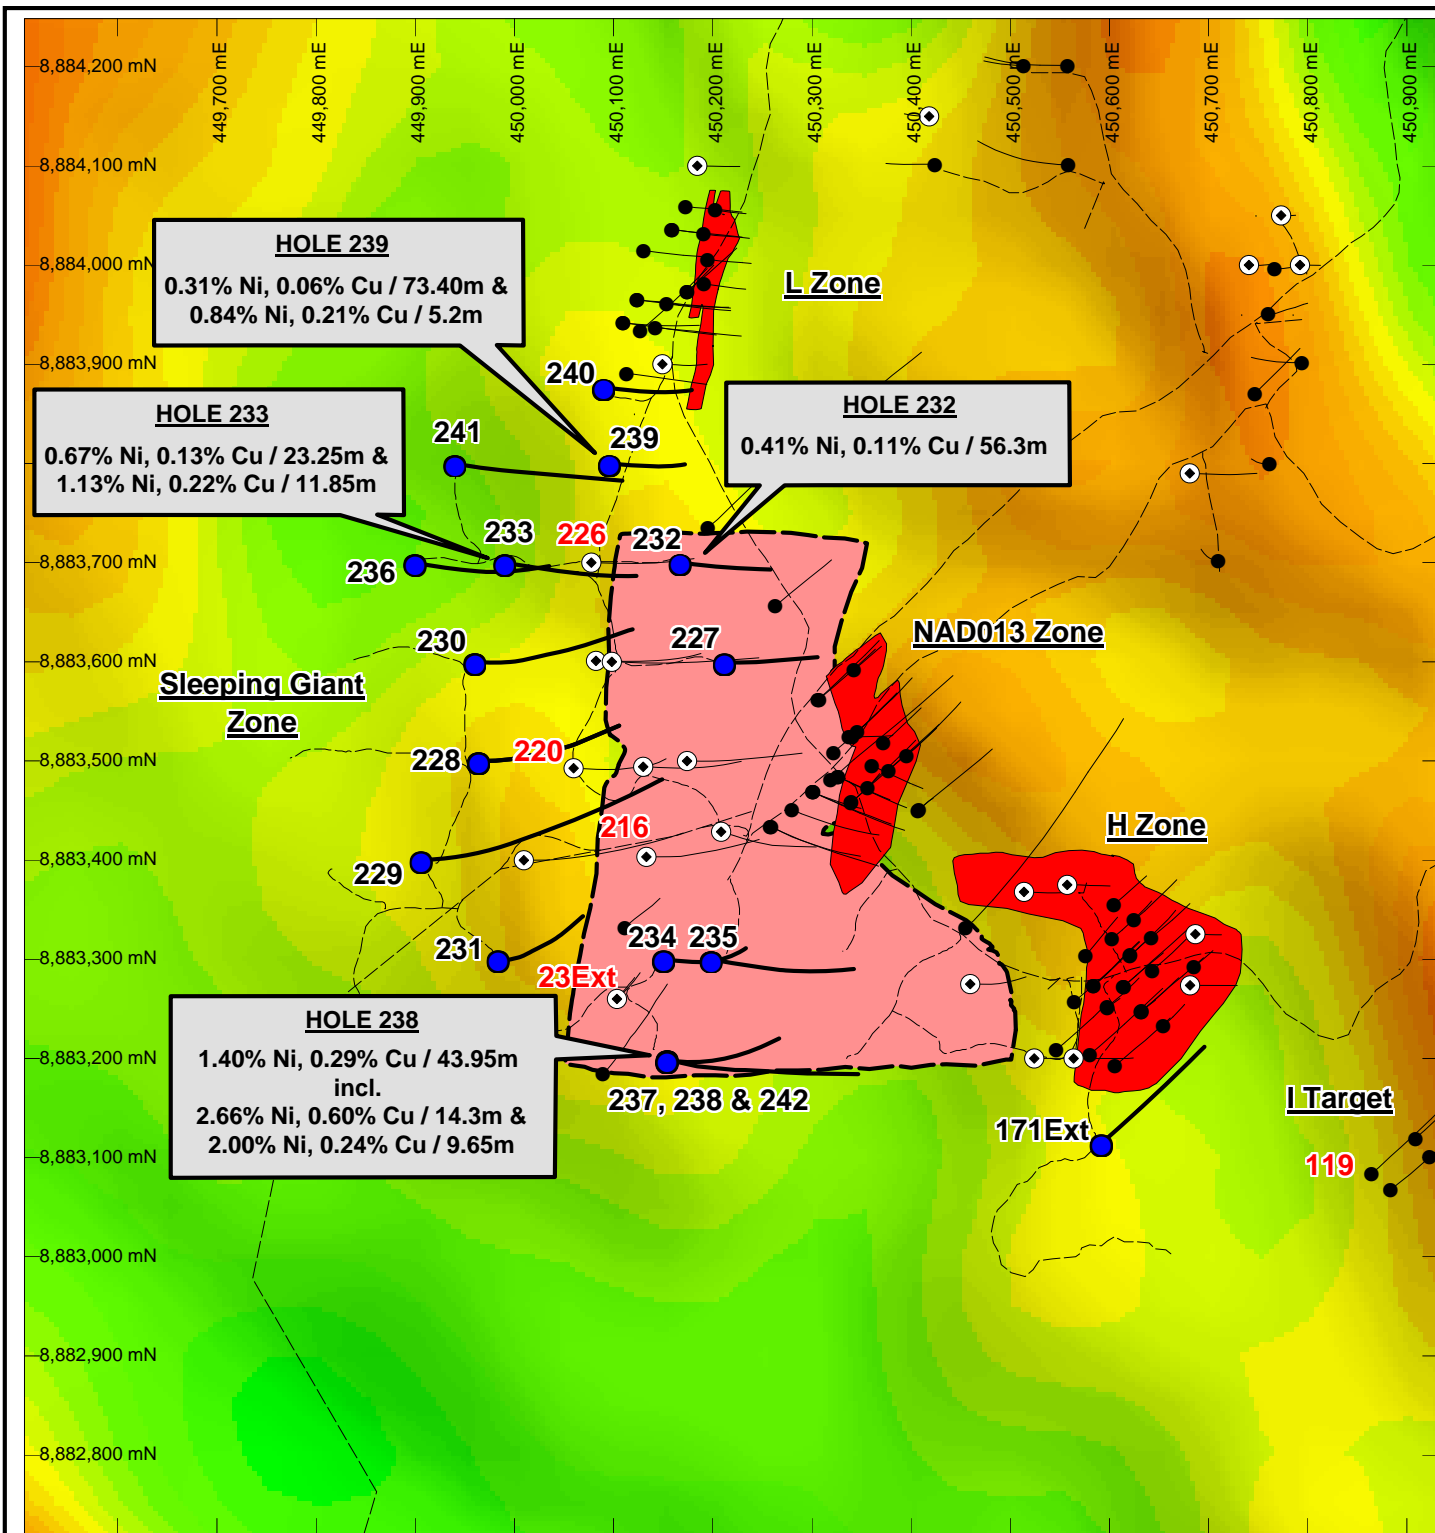 449,700 mE
449,800 mE
449,900 mE
450,000 mE
450,100 mE
450,200 mE
450,300 mE
450,400 mE
450,500 mE
450,600 mE
450,700 mE
450,800 mE
450,900 mE
8,884,200 mN
8,884,100 mN
8,884,000 mN
8,883,900 mN
8,883,700 mN
8,883,600 mN
8,883,500 mN
8,883,400 mN
8,883,300 mN
8,883,200 mN
8,883,100 mN
8,883,000 mN
8,882,900 mN
8,882,800 mN
HOLE 239
0.31% Ni, 0.06% Cu / 73.40m &
0.84% Ni, 0.21% Cu / 5.2m
L Zone
240
HOLE 233
0.67% Ni, 0.13% Cu / 23.25m &
1.13% Ni, 0.22% Cu / 11.85m
HOLE 232
0.41% Ni, 0.11% Cu / 56.3m
241
239
236
233
226
232
230
227
NAD013 Zone
Sleeping Giant
Zone
228
220
216
H Zone
229
231
234
235
23Ext
HOLE 238
1.40% Ni, 0.29% Cu / 43.95m
incl.
2.66% Ni, 0.60% Cu / 14.3m &
2.00% Ni, 0.24% Cu / 9.65m
237, 238 & 242
171Ext
I Target
119